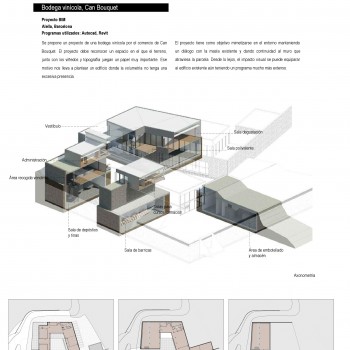 Bodega vinícola, Can Bouquet
Proyecto BIM
Alella, Barcelona
Programas utilizados: Autocad, Revit
Se propone un proyecto de una bodega vinícola por el comercio de Can
Bouquet. El proyecto debe reconocer un espacio en el que el terreno,
junto con los viñedos y topografía juegan un papel muy importante. Este
motivo nos lleva a plantear un edificio donde la volumetría no tenga una
excesiva presencia.
El proyecto tiene como objetivo mimetizarse en el entorno manteniendo
un diálogo con la masía existente y dando continuidad al muro que
atraviesa la parcela. Desde la lejos, el impacto visual se puede equiparar
al edificio existente aún teniendo un programa mucho más extenso.
Vestíbulo
Sala degustación
Sala polivalente
Administración
Área recogida vendimia
Sala de depósitos
y tinas
Sala de barricas
Área de embotellado
y almacén
Axonometría